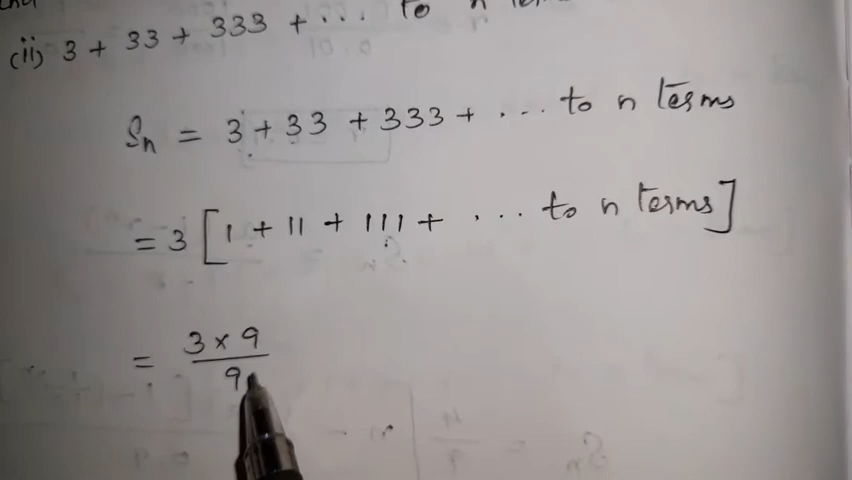 (ii) 3 + 33 + 333 + ... to n
Sn = 3 + 33 + 333 + ... to n terms
= 3 [1 + 11 + 111 + ... to n terms]
= 3 × 9 / 9